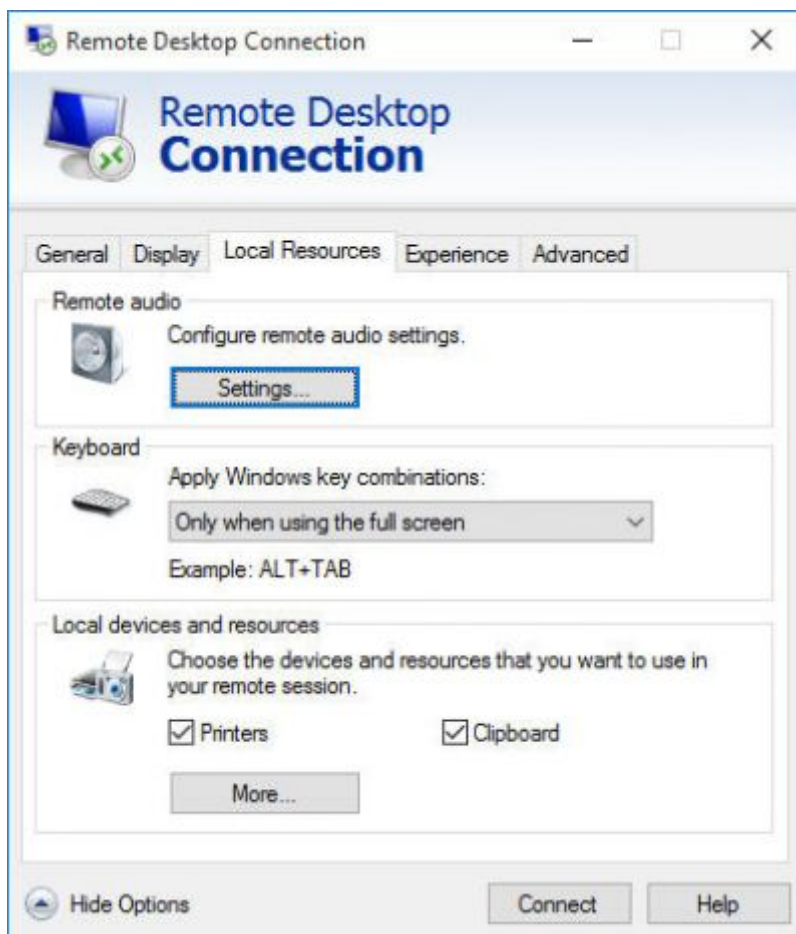 Remote Desktop Connection
Remote Desktop
Connection
General Display Local Resources Experience Advanced
Remote audio
Configure remote audio settings.
Settings...
Keyboard
Apply Windows key combinations:
Only when using the full screen
Example: ALT+TAB
Local devices and resources
Choose the devices and resources that you want to use in
your remote session.
Printers Clipboard
More...
Hide Options Connect Help